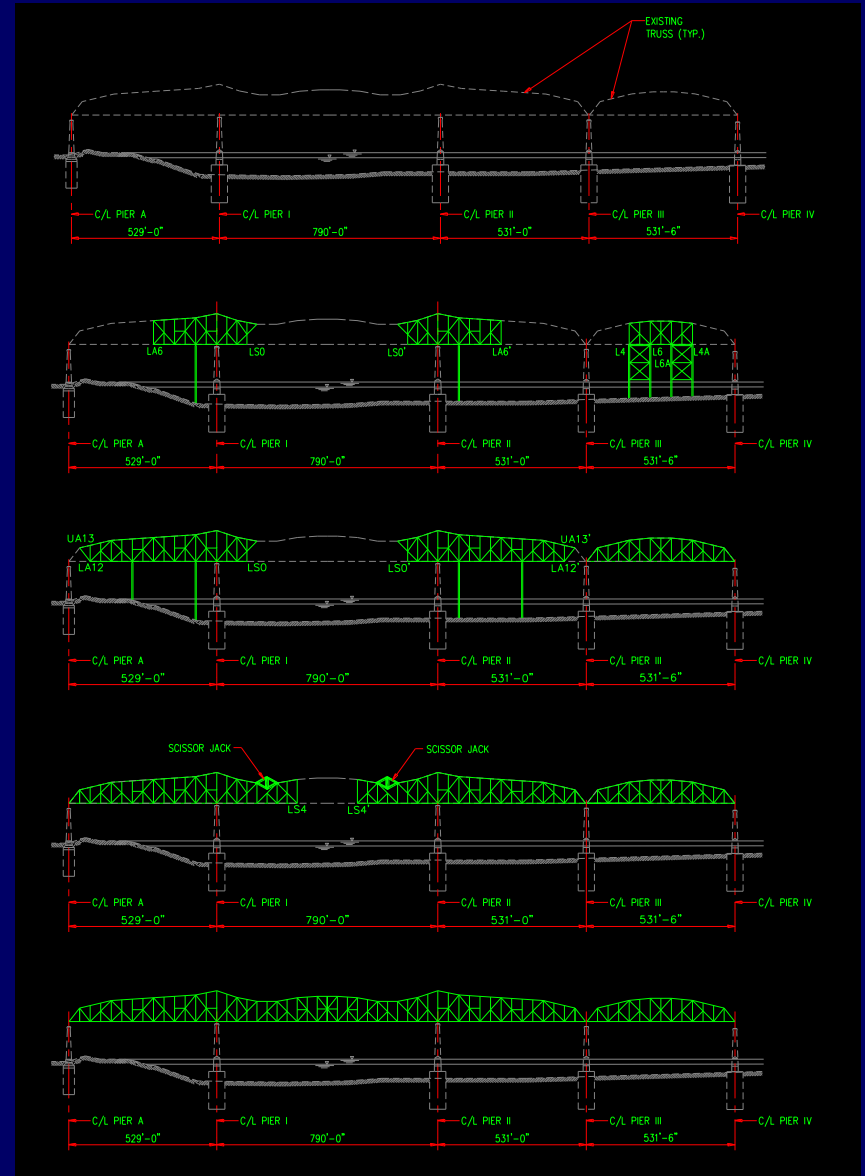 EXISTING
TRUSS (TYP.)
C/L PIER A
C/L PIER I
C/L PIER II
C/L PIER III
C/L PIER IV
529'-0"
790'-0"
531'-0"
531'-6"
LA6
LSO
LSO'
LA6'
L4
L6
L4A
L6A
C/L PIER A
C/L PIER I
C/L PIER II
C/L PIER III
C/L PIER IV
529'-0"
790'-0"
531'-0"
531'-6"
UA13
UA13'
LA12
LSO
LSO'
LA12'
C/L PIER A
C/L PIER I
C/L PIER II
C/L PIER III
C/L PIER IV
529'-0"
790'-0"
531'-0"
531'-6"
SCISSOR JACK
SCISSOR JACK
LS4
LS4'
C/L PIER A
C/L PIER I
C/L PIER II
C/L PIER III
C/L PIER IV
529'-0"
790'-0"
531'-0"
531'-6"
C/L PIER A
C/L PIER I
C/L PIER II
C/L PIER III
C/L PIER IV
529'-0"
790'-0"
531'-0"
531'-6"